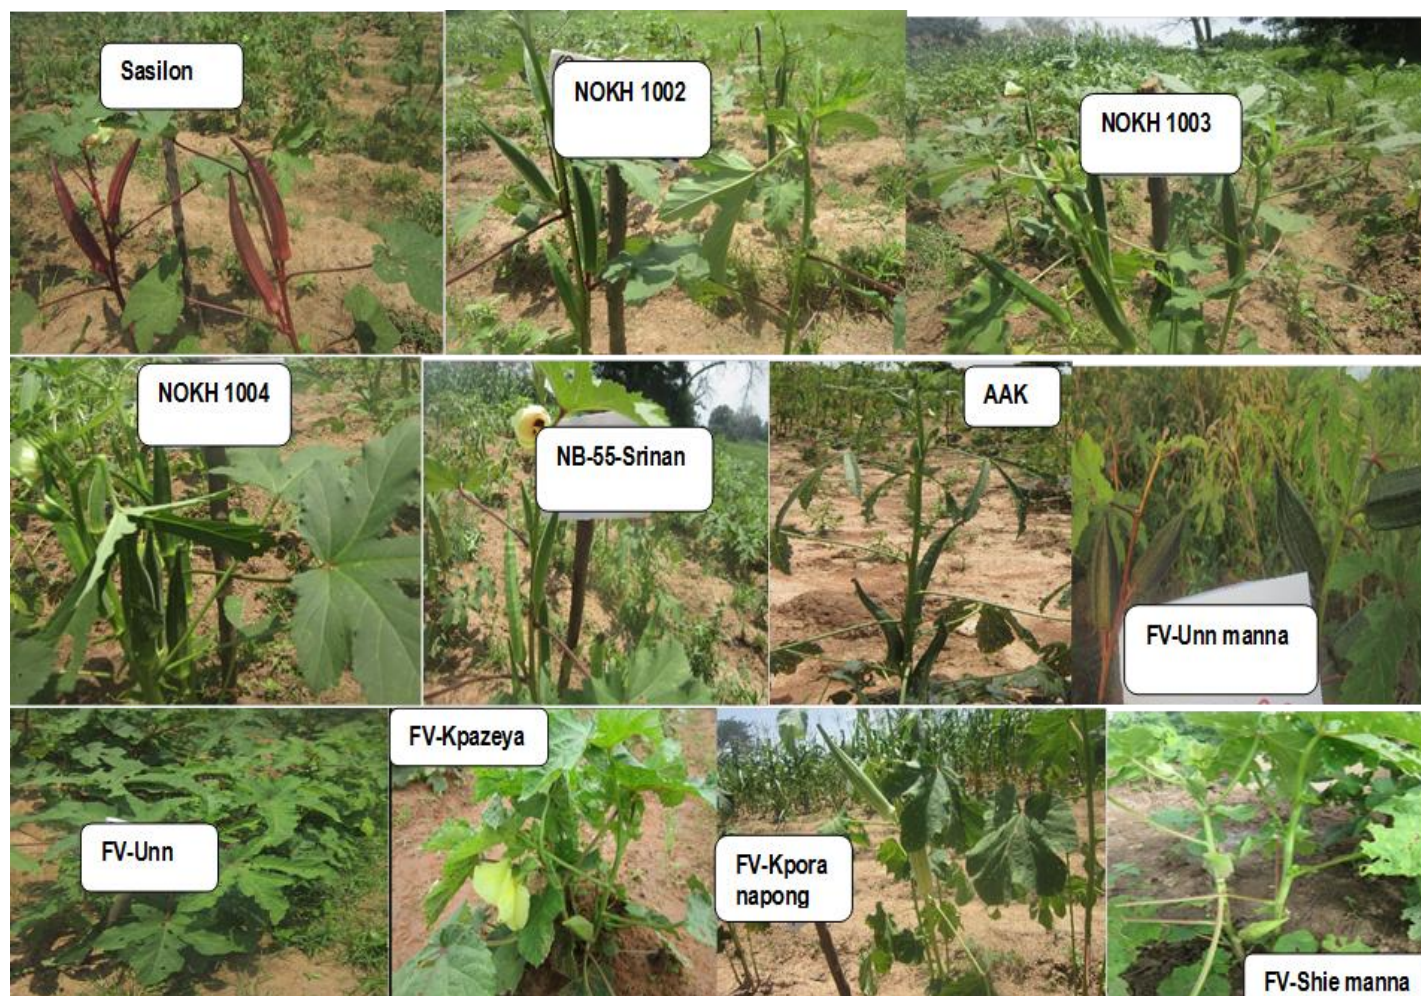 Sasilon
NOKH 1002
NOKH 1003
NOKH 1004
NB-55-Srinan
AAK
FV-Unn manna
FV-Unn
FV-Kpazeya
FV-Kpora
napong
FV-Shie manna